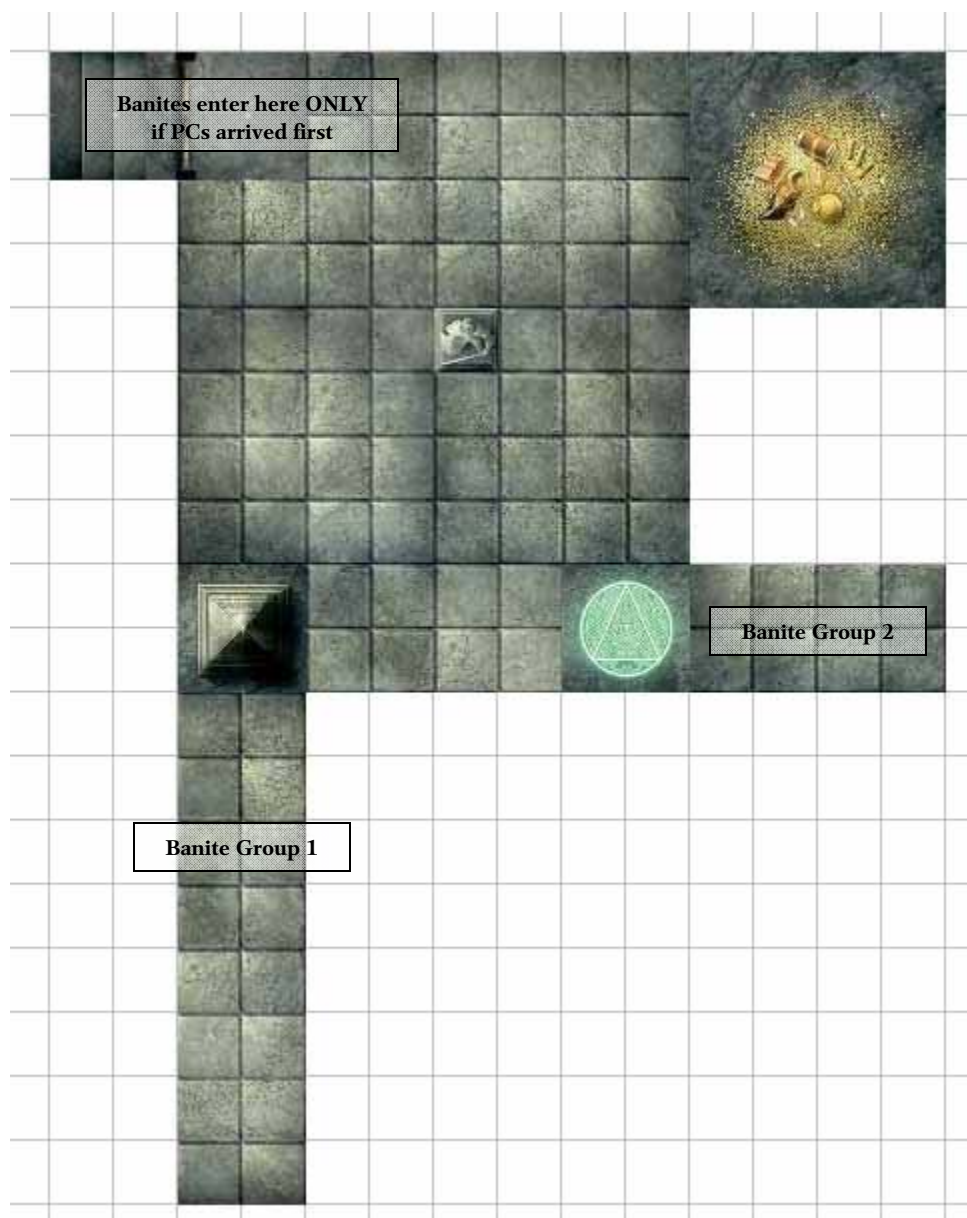 Banites enter here ONLY
if PCs arrived first
Banite Group 2
Banite Group 1